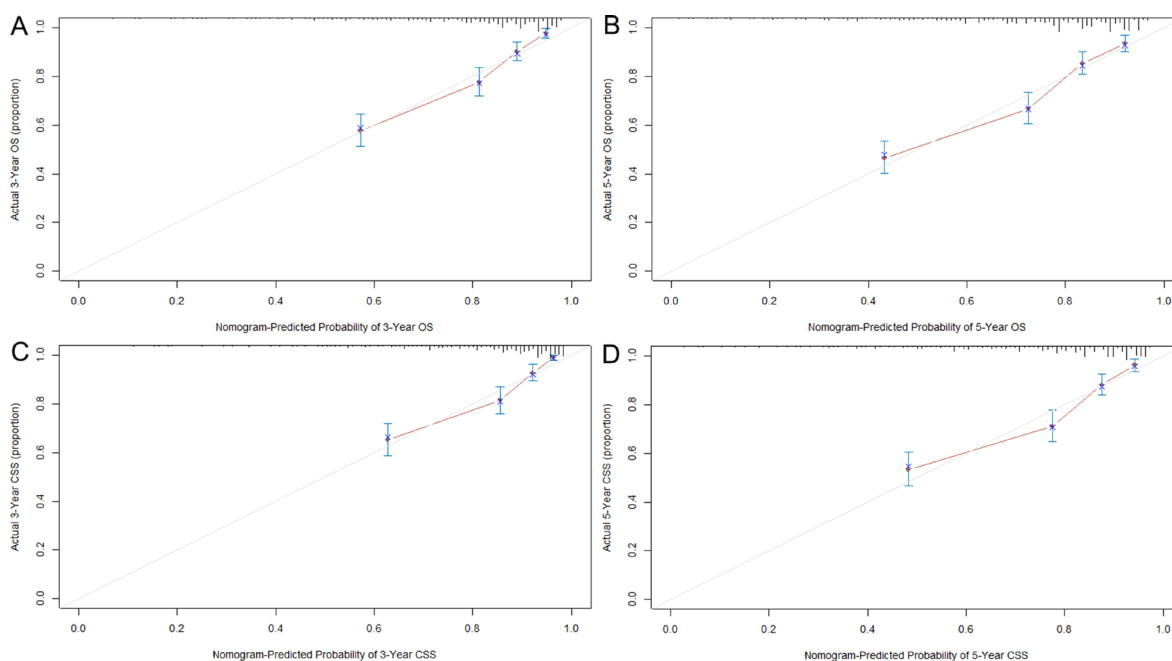 A
Actual 3-Year OS (proportion)
1.0
0.8
0.6
0.4
0.2
0.0
0.0 0.2 0.4 0.6 0.8 1.0
Nomogram-Predicted Probability of 3-Year OS
B
Actual 5-Year OS (proportion)
1.0
0.8
0.6
0.4
0.2
0.0
0.0 0.2 0.4 0.6 0.8 1.0
Nomogram-Predicted Probability of 5-Year OS
C
Actual 3-Year CSS (proportion)
1.0
0.8
0.6
0.4
0.2
0.0
0.0 0.2 0.4 0.6 0.8 1.0
Nomogram-Predicted Probability of 3-Year CSS
D
Actual 5-Year CSS (proportion)
1.0
0.8
0.6
0.4
0.2
0.0
0.0 0.2 0.4 0.6 0.8 1.0
Nomogram-Predicted Probability of 5-Year CSS